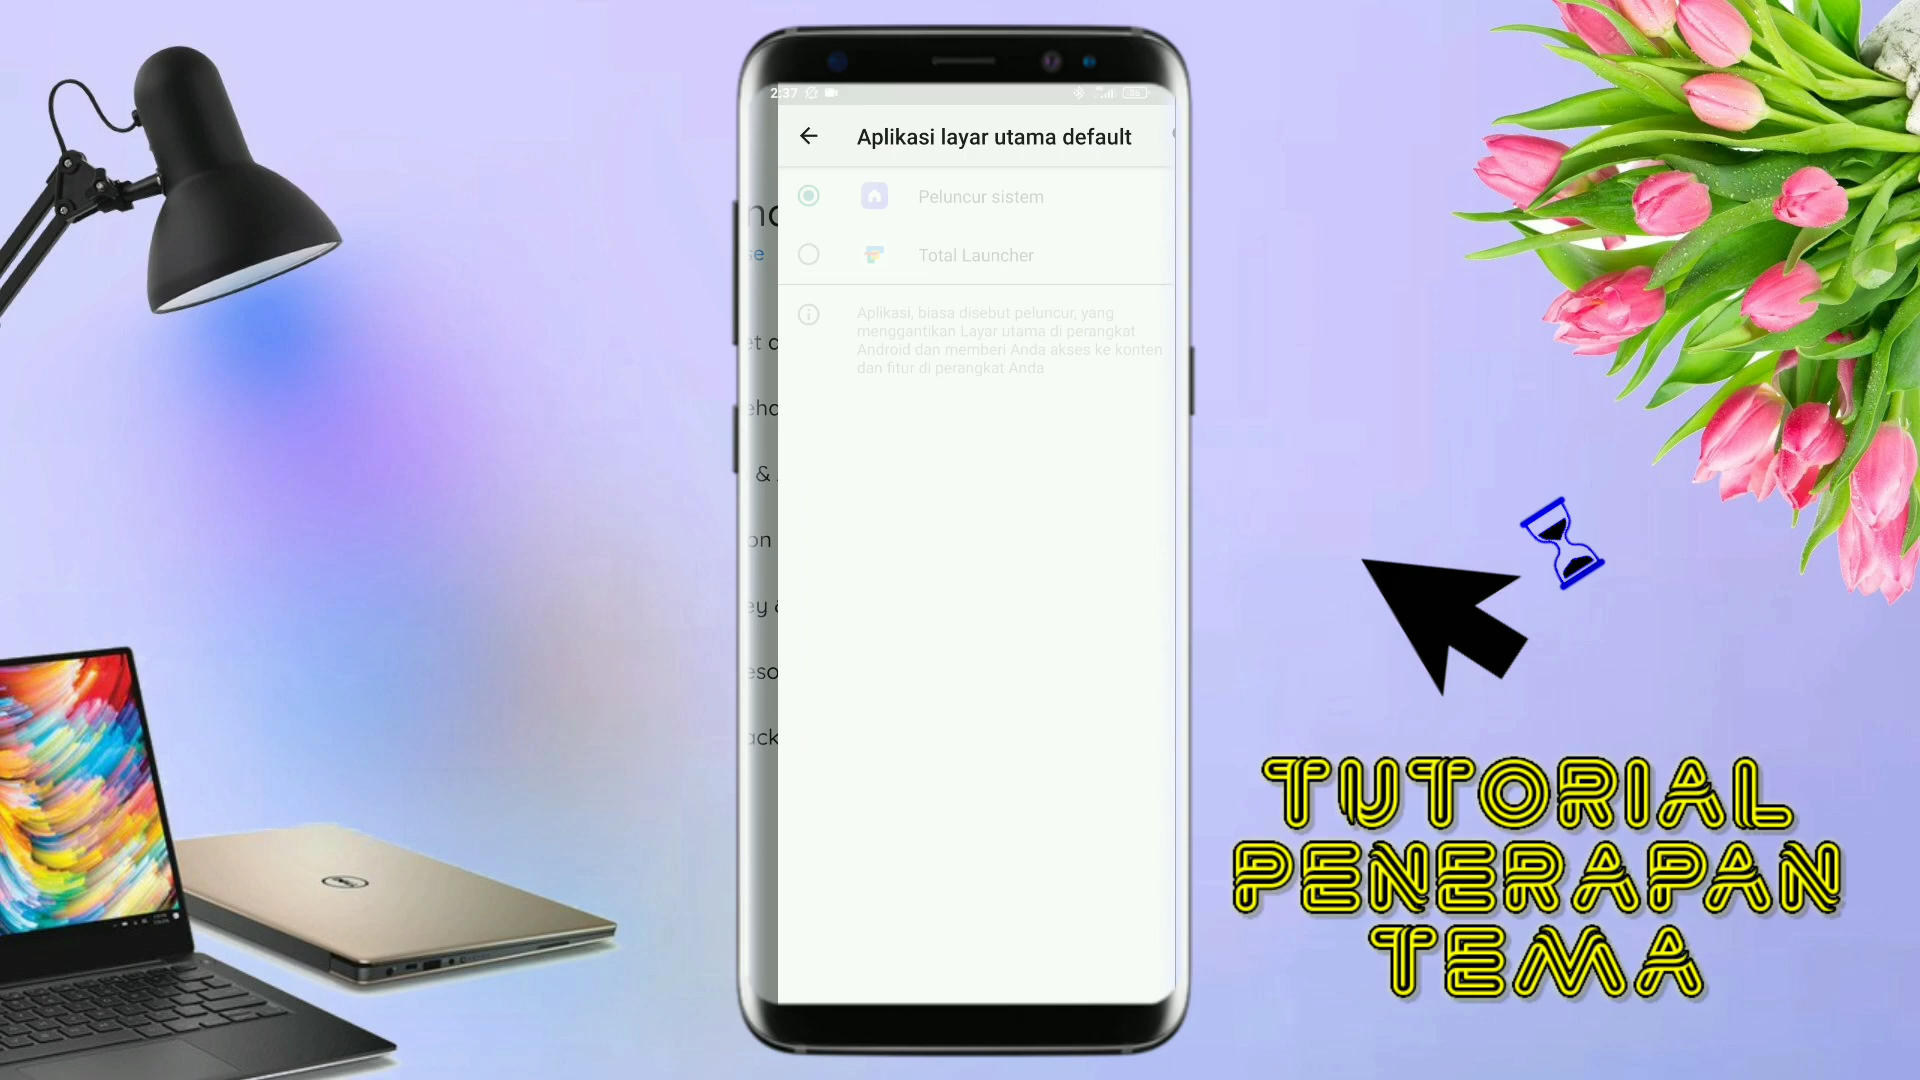 2:37
Aplikasi layar utama default
Peluncur sistem
se
Total Launcher
Aplikasi, biasa disebut peluncur, yang
menggantikan Layar utama di perangkat
Android dan memberi Anda akses ke konten
dan fitur di perangkat Anda
&
TUTORIAL
PENERAPAN
TEMA